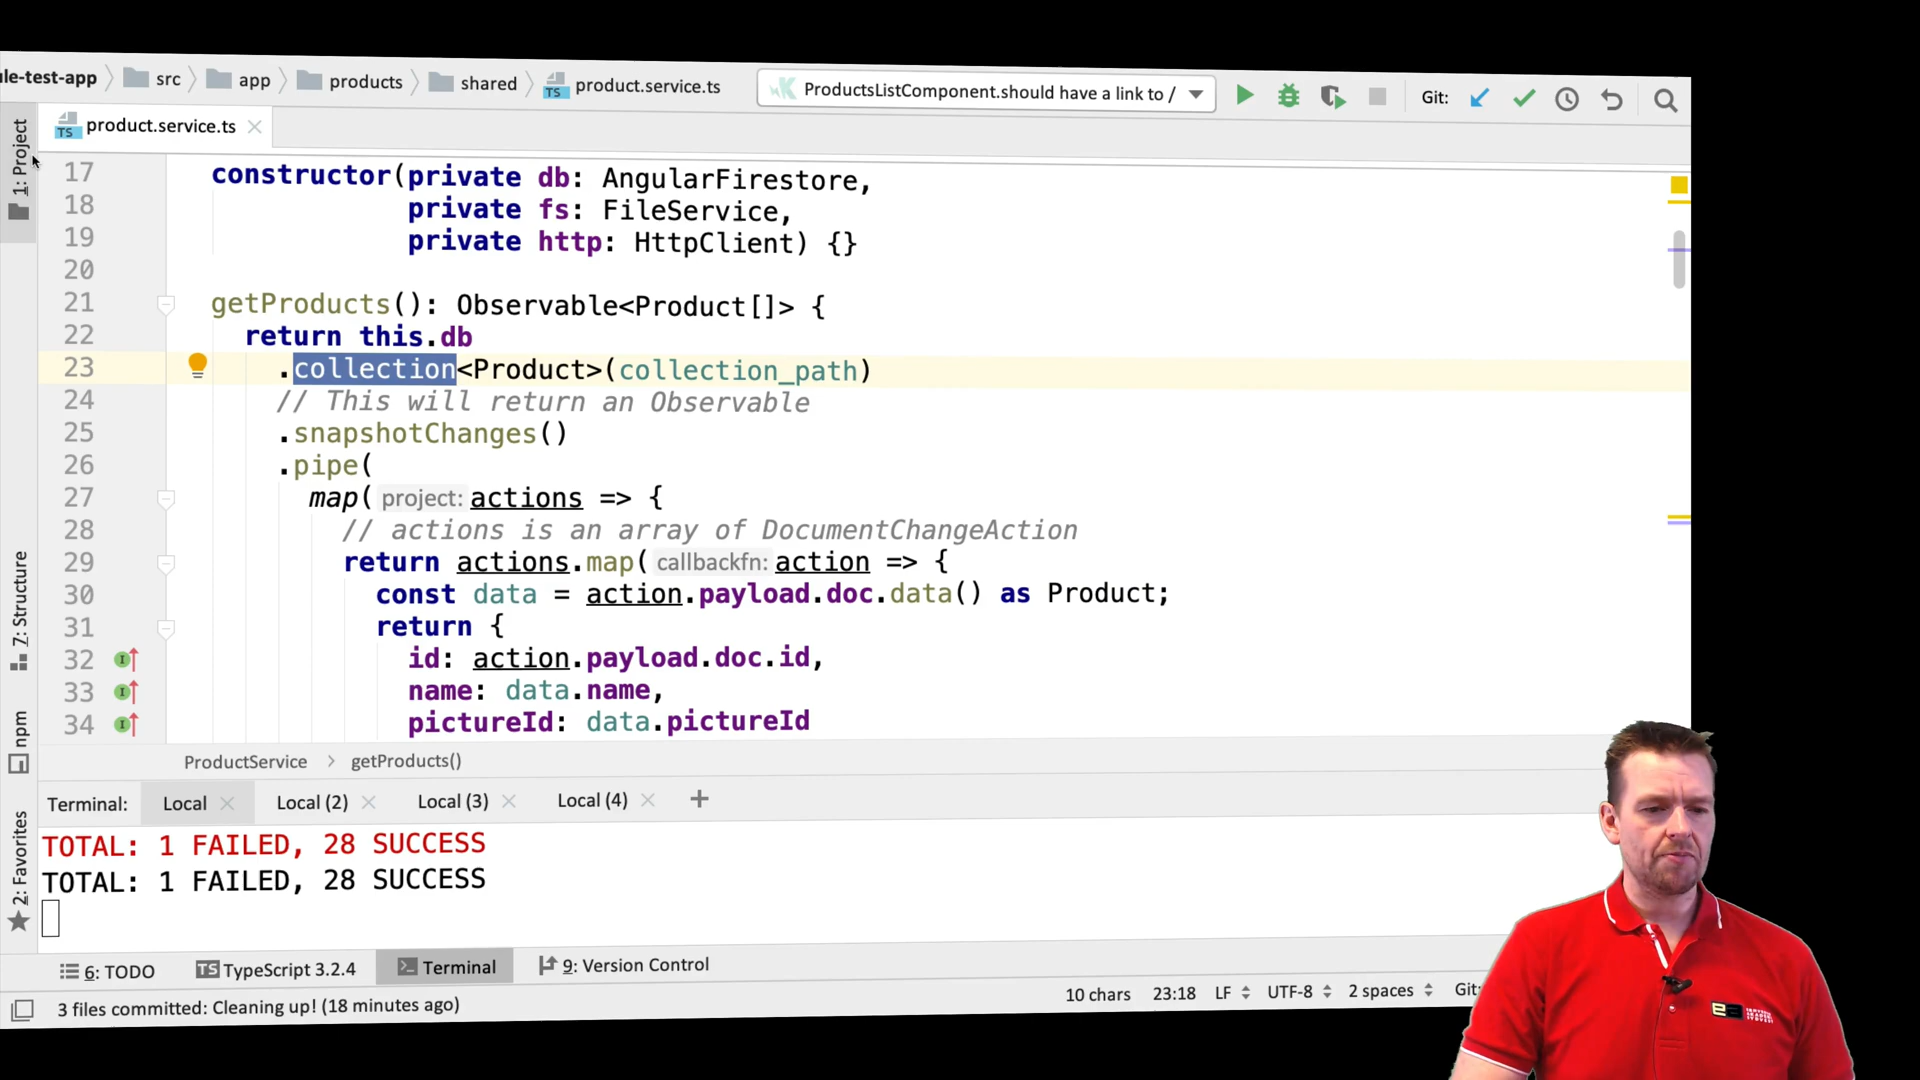 le-test-app src app products shared product.service.ts ProductsListComponent.should have a link to / Git:
product.service.ts
17 constructor(private db: AngularFirestore,
18 private fs: FileService,
19 private http: HttpClient) {}
20
21 getProducts(): Observable<Product[]> {
22 return this.db
23 .collection<Product>(collection_path)
24 // This will return an Observable
25 .snapshotChanges()
26 .pipe(
27 map( project: actions => {
28 // actions is an array of DocumentChangeAction
29 return actions.map( callbackfn: action => {
30 const data = action.payload.doc.data() as Product;
31 return {
32 id: action.payload.doc.id,
33 name: data.name,
34 pictureId: data.pictureId
1: Project
7: Structure
npm
2: Favorites
ProductService > getProducts()
Terminal: Local Local (2) Local (3) Local (4) +
TOTAL: 1 FAILED, 28 SUCCESS
TOTAL: 1 FAILED, 28 SUCCESS
6: TODO TypeScript 3.2.4 Terminal 9: Version Control
3 files committed: Cleaning up! (18 minutes ago) 10 chars 23:18 LF UTF-8 2 spaces Git: